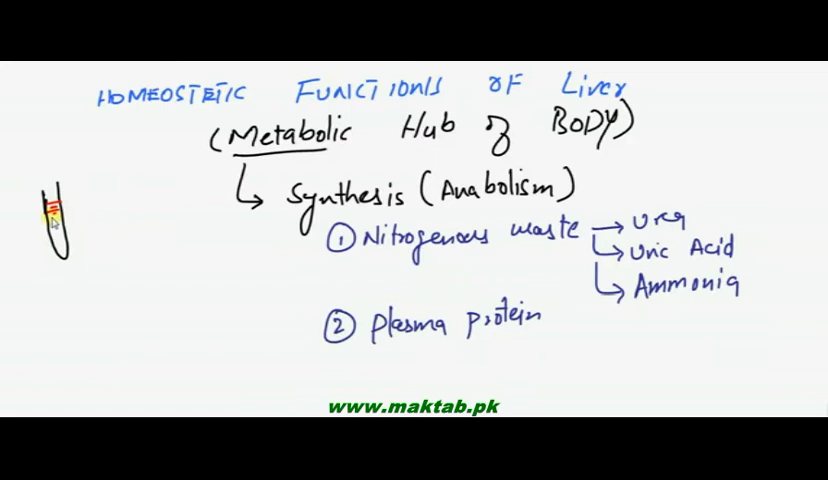 HOMEOSTETIC FUNCTIONS OF Liver
(Metabolic Hub of BODY)
Synthesis (Anabolism)
① Nitrogenous waste → Urea
Uric Acid
Ammonia
② Plasma protein
www.maktab.pk